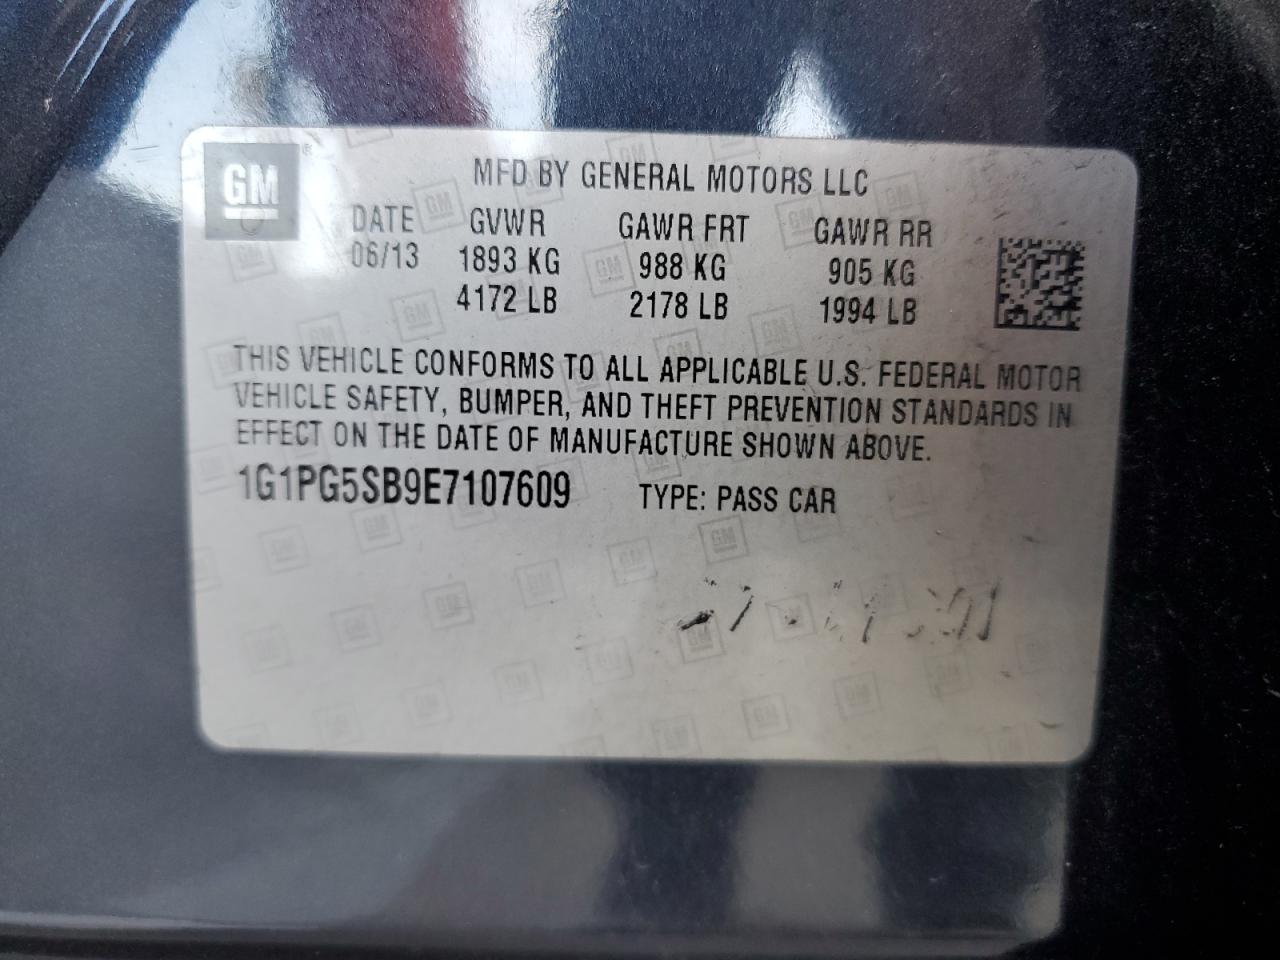 GM
MFD BY GENERAL MOTORS LLC
DATE GVWR GAWR FRT GAWR RR
06/13 1893 KG 988 KG 905 KG
4172 LB 2178 LB 1994 LB
THIS VEHICLE CONFORMS TO ALL APPLICABLE U.S. FEDERAL MOTOR
VEHICLE SAFETY, BUMPER, AND THEFT PREVENTION STANDARDS IN
EFFECT ON THE DATE OF MANUFACTURE SHOWN ABOVE.
1G1PG5SB9E7107609 TYPE: PASS CAR